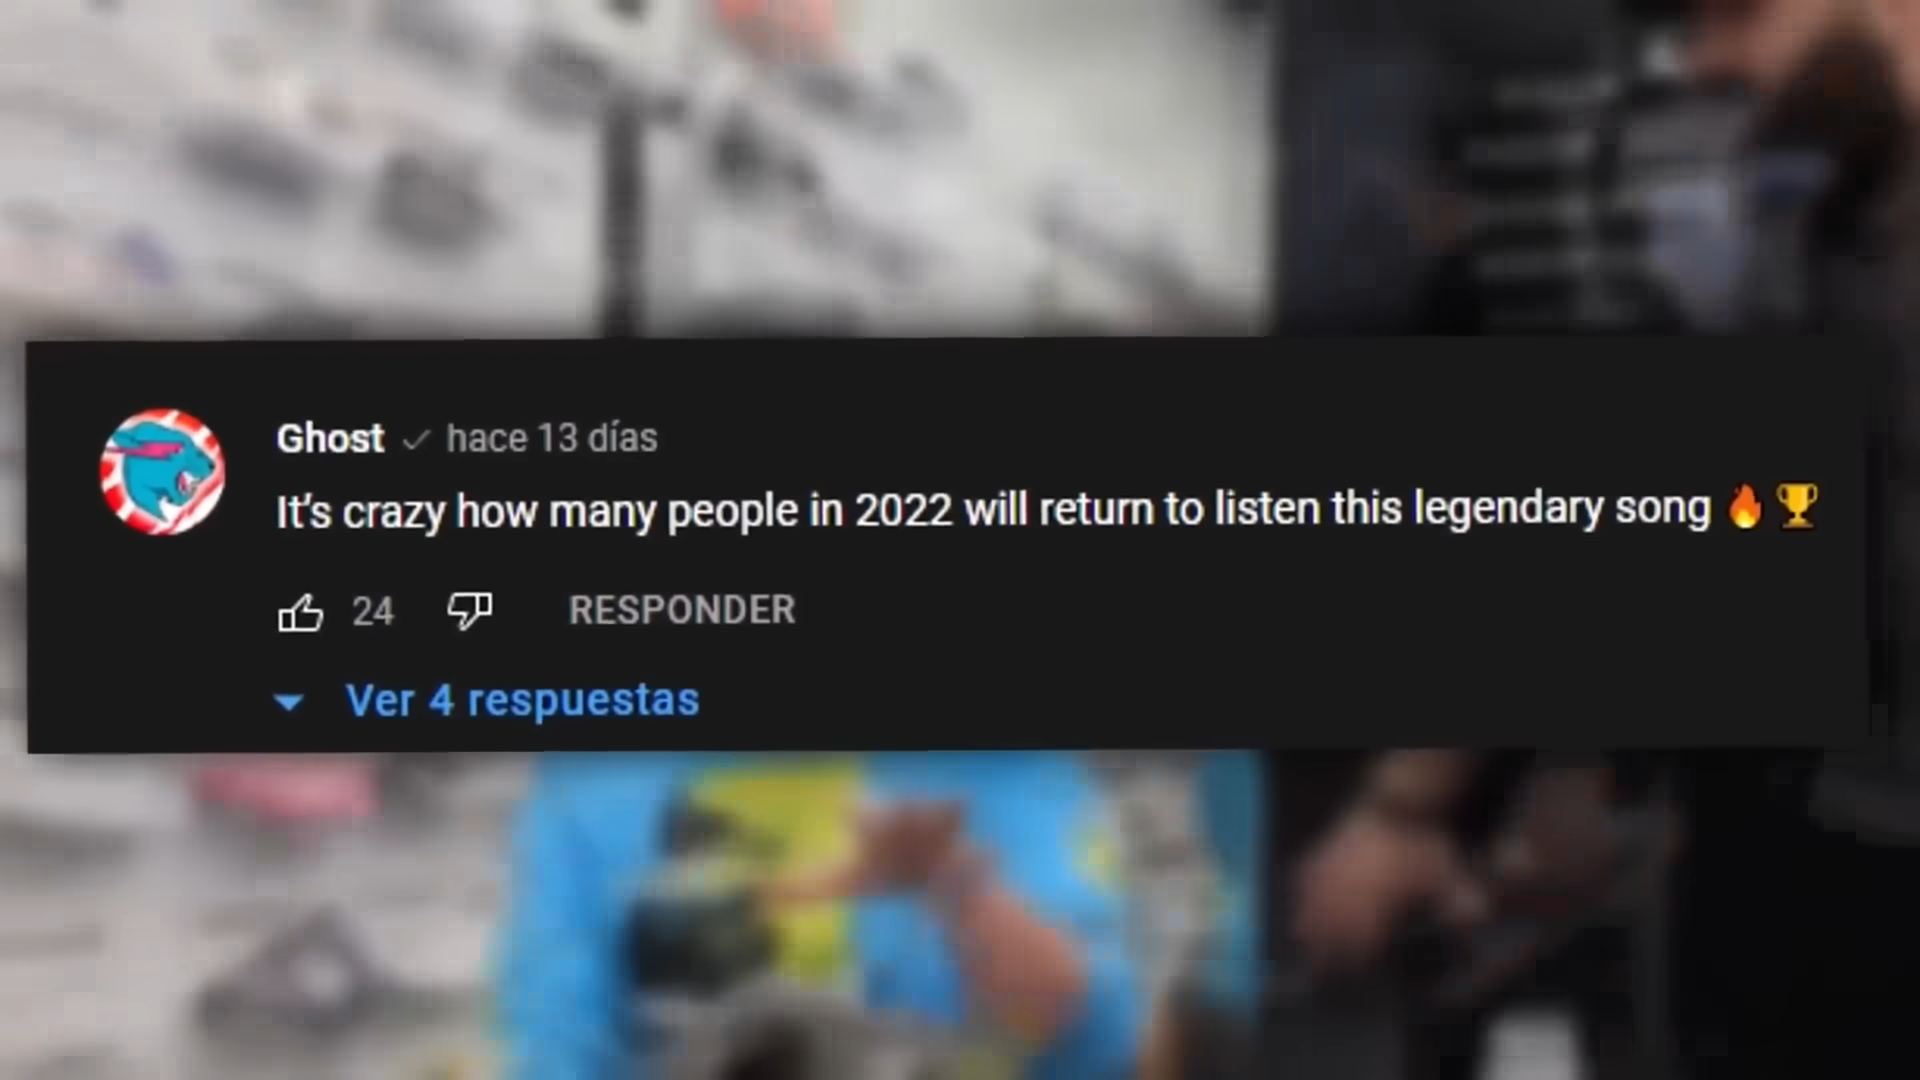 Ghost ✓ hace 13 días
It's crazy how many people in 2022 will return to listen this legendary song 🔥🏆
24 RESPONDER
Ver 4 respuestas